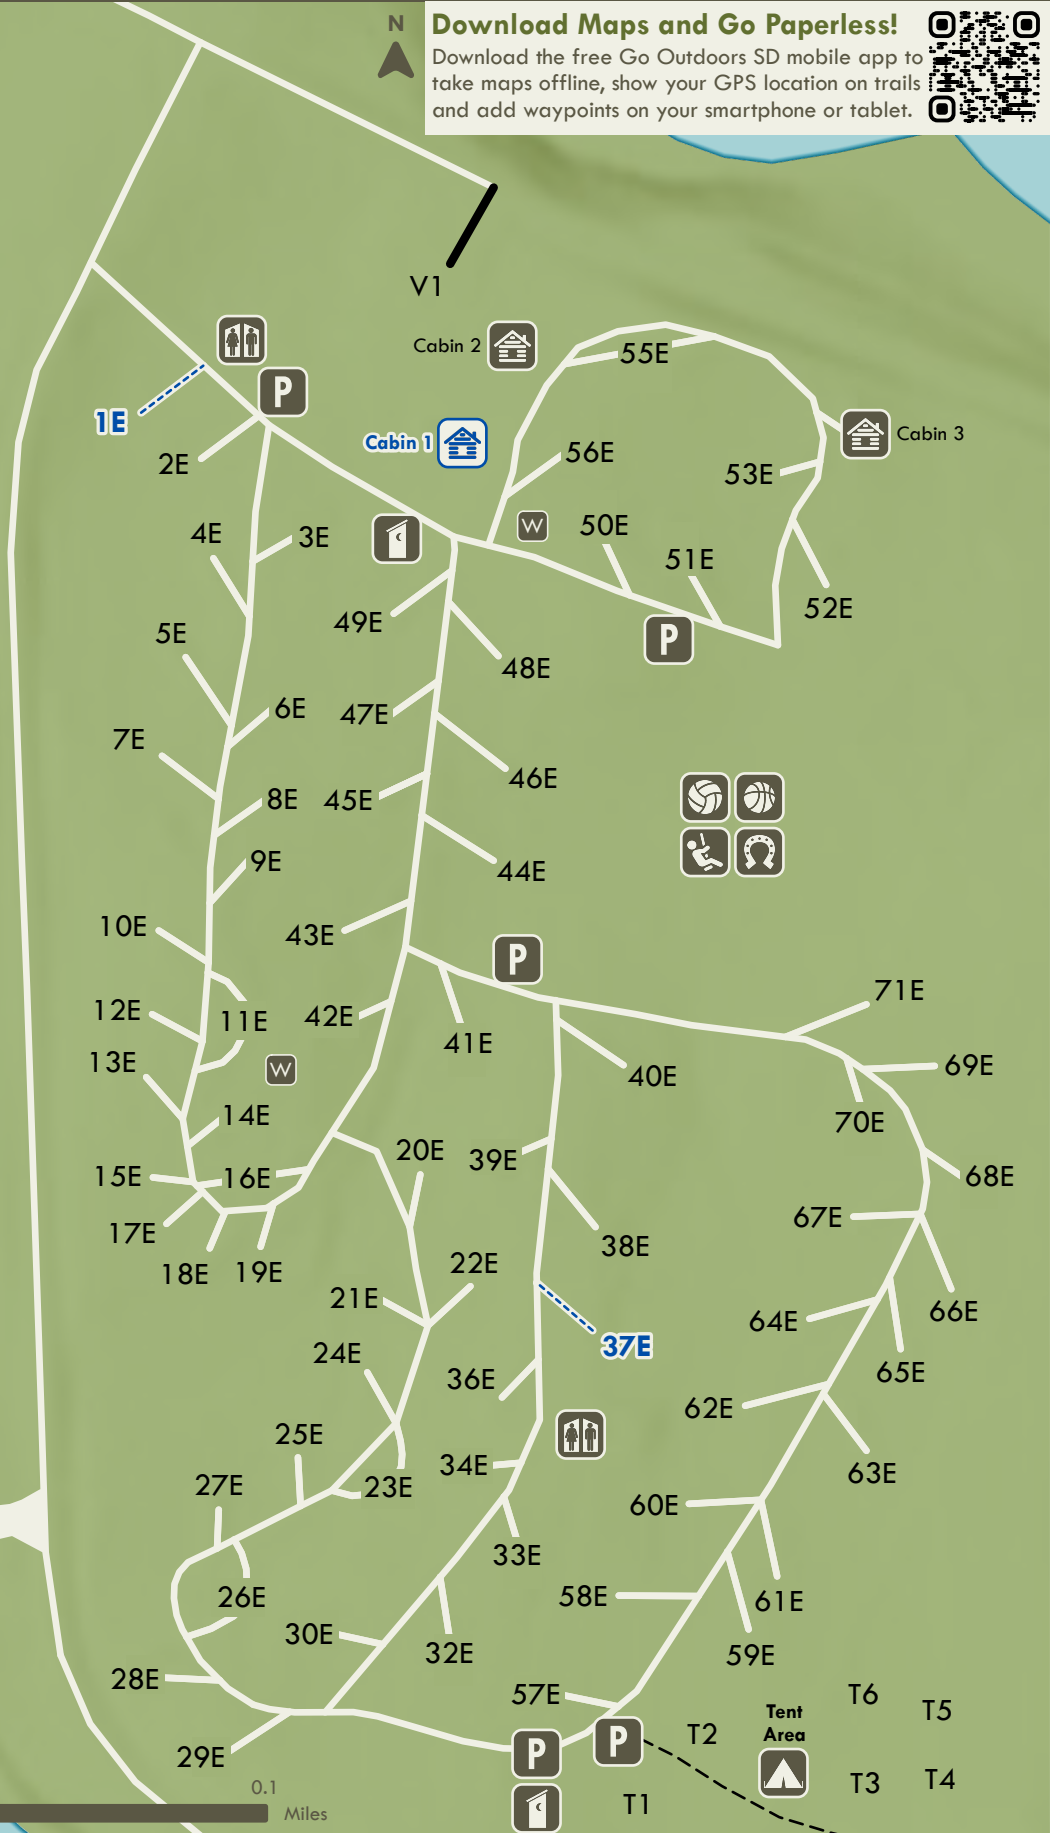 N
Download Maps and Go Paperless!
Download the free Go Outdoors SD mobile app to
take maps offline, show your GPS location on trails
and add waypoints on your smartphone or tablet.
V1
Cabin 2
55E
P
1E
Cabin 1
Cabin 3
2E
56E
53E
4E
3E
W
50E
51E
49E
52E
5E
P
48E
6E
47E
7E
46E
8E
45E
9E
44E
10E
43E
P
71E
12E
11E
42E
41E
13E
W
40E
69E
14E
70E
20E
39E
15E
16E
68E
17E
67E
38E
18E
19E
22E
21E
66E
64E
37E
24E
36E
65E
62E
25E
34E
63E
27E
23E
60E
33E
26E
58E
61E
30E
32E
59E
28E
57E
T6
T5
Tent
Area
T2
P
P
29E
T3
T4
0.1
Miles
T1